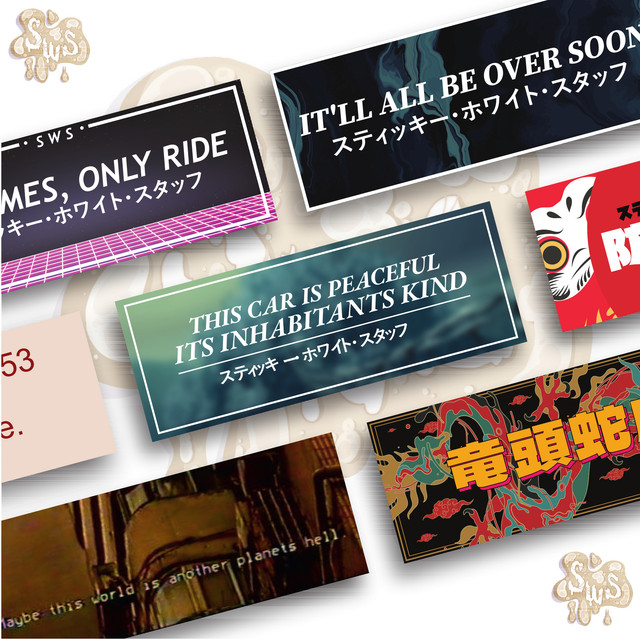 SWS
IT'LL ALL BE OVER SOON
スティッキー・ホワイト・スタッフ
· SWS ·
MES, ONLY RIDE
キー・ホワイト・スタッフ
THIS CAR IS PEACEFUL
ITS INHABITANTS KIND
スティッキー・ホワイト・スタッフ
ステ
BE
53
e.
竜頭蛇
Maybe this world is another planets hell.
SWS